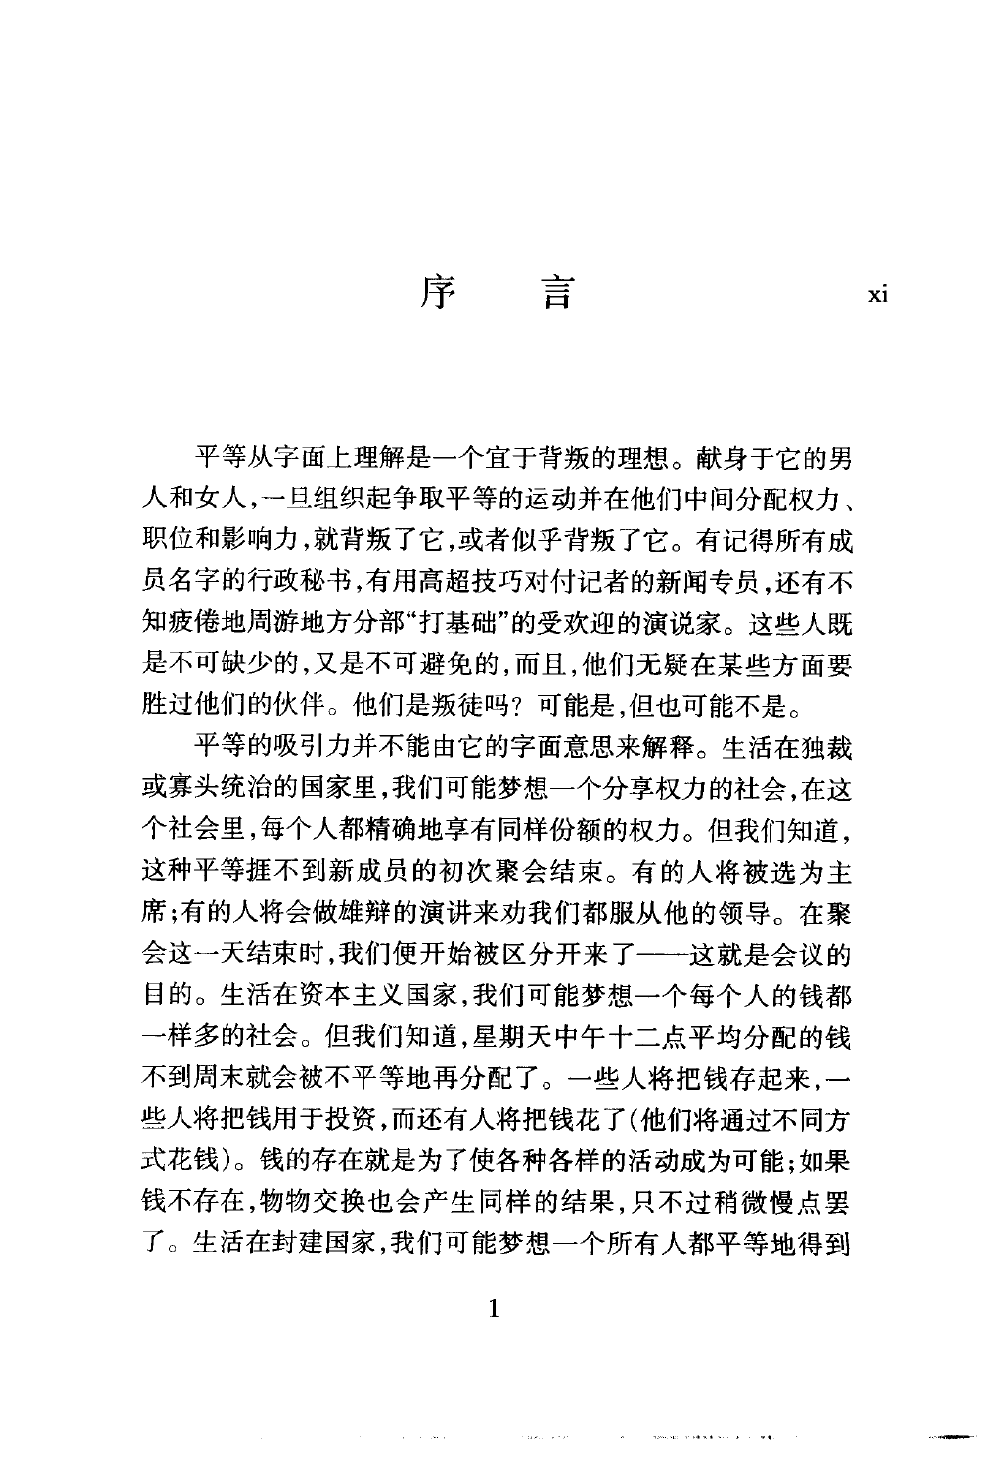 序 言
xi
平等从字面上理解是一个宜于背叛的理想。献身于它的男
人和女人,一旦组织起争取平等的运动并在他们中间分配权力、
职位和影响力,就背叛了它,或者似乎背叛了它。有记得所有成
员名字的行政秘书,有用高超技巧对付记者的新闻专员,还有不
知疲倦地周游地方分部“打基础”的受欢迎的演说家。这些人既
是不可缺少的,又是不可避免的,而且,他们无疑在某些方面要
胜过他们的伙伴。他们是叛徒吗?可能是,但也可能不是。
平等的吸引力并不能由它的字面意思来解释。生活在独裁
或寡头统治的国家里,我们可能梦想一个分享权力的社会,在这
个社会里,每个人都精确地享有同样份额的权力。但我们知道,
这种平等捱不到新成员的初次聚会结束。有的人将被选为主
席;有的人将会做雄辩的演讲来劝我们都服从他的领导。在聚
会这一天结束时,我们便开始被区分开来了——这就是会议的
目的。生活在资本主义国家,我们可能梦想一个每个人的钱都
一样多的社会。但我们知道,星期天中午十二点平均分配的钱
不到周末就会被不平等地再分配了。一些人将把钱存起来,一
些人将把钱用于投资,而还有人将把钱花了(他们将通过不同方
式花钱)。钱的存在就是为了使各种各样的活动成为可能;如果
钱不存在,物物交换也会产生同样的结果,只不过稍微慢点罢
了。生活在封建国家,我们可能梦想一个所有人都平等地得到
1